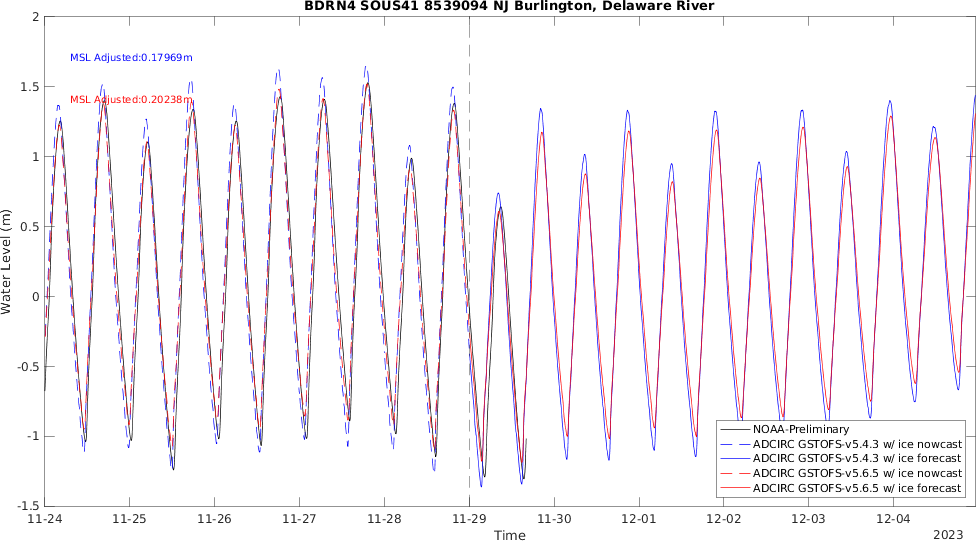 BDRN4 SOUS41 8539094 NJ Burlington, Delaware River
MSL Adjusted:0.17969m
MSL Adjusted:0.20238m
2
1.5
1
0.5
0
-0.5
-1
-1.5
Water Level (m)
11-24 11-25 11-26 11-27 11-28 11-29 11-30 12-01 12-02 12-03 12-04
Time
2023
NOAA-Preliminary
ADCIRC GSTOFS-v5.4.3 w/ ice nowcast
ADCIRC GSTOFS-v5.4.3 w/ ice forecast
ADCIRC GSTOFS-v5.6.5 w/ ice nowcast
ADCIRC GSTOFS-v5.6.5 w/ ice forecast